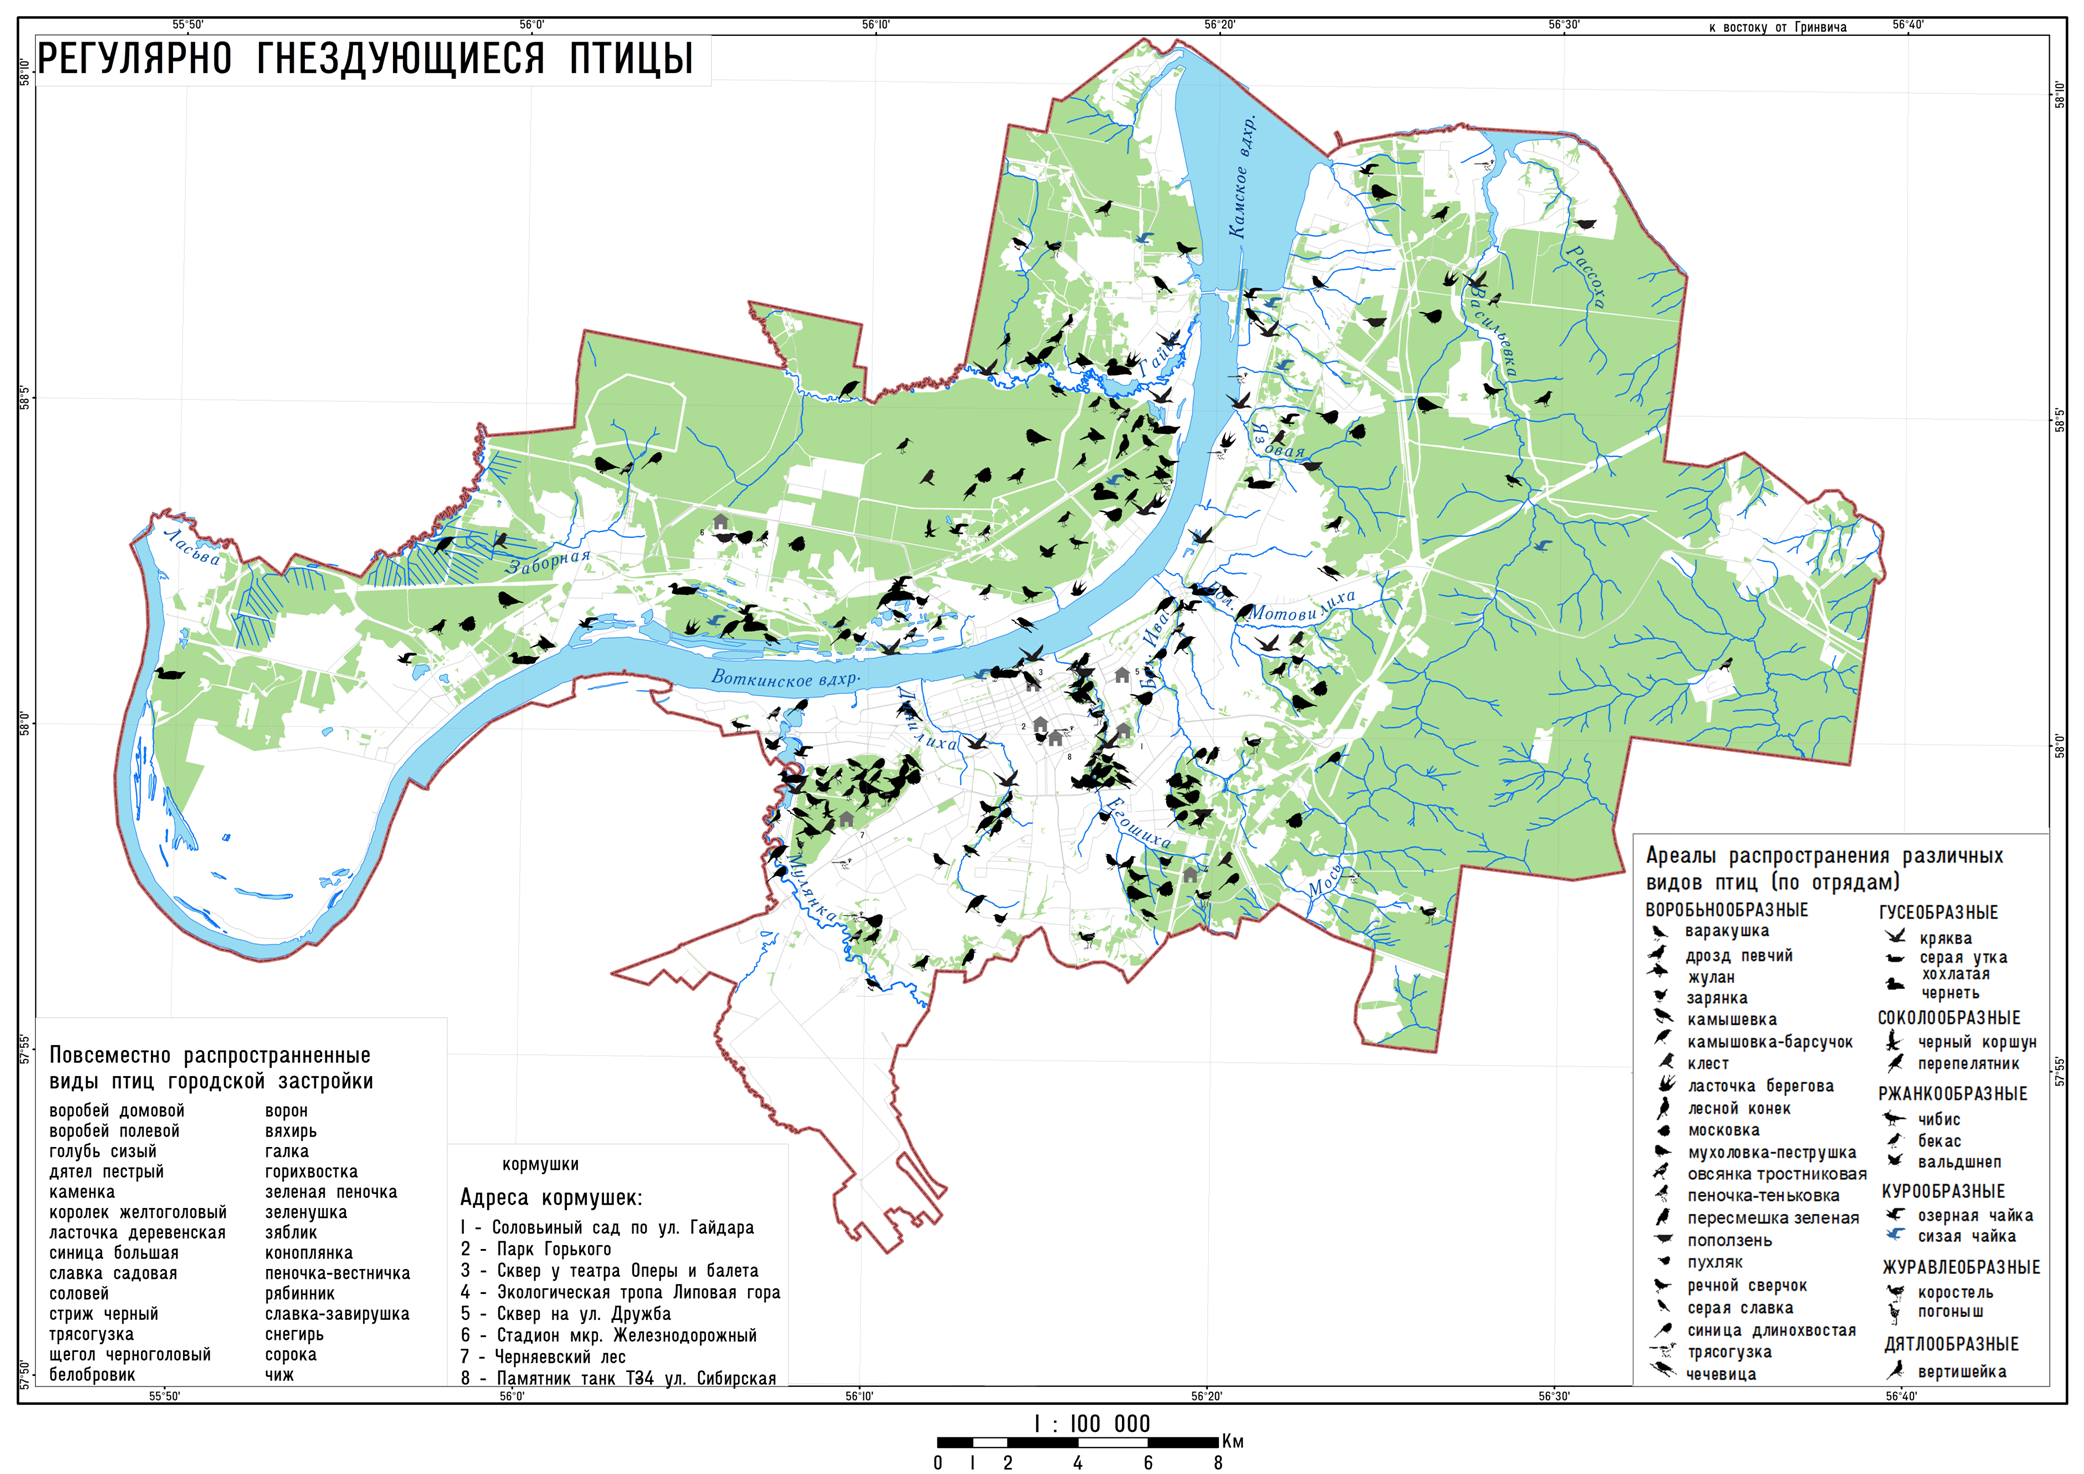 55°50'
56°0'
56°10'
56°20'
56°30'
к востоку от Гринвича
56°40'
РЕГУЛЯРНО ГНЕЗДУЮЩИЕСЯ ПТИЦЫ
58°10'
58°10'
58°5'
58°5'
58°0'
58°0'
57°55'
57°55'
57°50'
Камское вдхр.
Рассоха
Васильевка
Гайва
Язовая
Ласьва
Заборная
Бол.
Мотовилиха
Ива
Воткинское вдхр.
Данилиха
Егошиха
Мулянка
Мось
6
3
5
2
8
1
7
4
Повсеместно распространненные
виды птиц городской застройки
воробей домовой
воробей полевой
голубь сизый
дятел пестрый
каменка
королек желтоголовый
ласточка деревенская
синица большая
славка садовая
соловей
стриж черный
трясогузка
щегол черноголовый
белобровик
ворон
вяхирь
галка
горихвостка
зеленая пеночка
зеленушка
зяблик
коноплянка
пеночка-вестничка
рябинник
славка-завирушка
снегирь
сорока
чиж
кормушки
Адреса кормушек:
1 - Соловьиный сад по ул. Гайдара
2 - Парк Горького
3 - Сквер у театра Оперы и балета
4 - Экологическая тропа Липовая гора
5 - Сквер на ул. Дружба
6 - Стадион мкр. Железнодорожный
7 - Черняевский лес
8 - Памятник танк Т34 ул. Сибирская
Ареалы распространения различных
видов птиц (по отрядам)
ВОРОБЬНООБРАЗНЫЕ
варакушка
дрозд певчий
жулан
зарянка
камышевка
камышовка-барсучок
клест
ласточка берегова
лесной конек
московка
мухоловка-пеструшка
овсянка тростниковая
пеночка-теньковка
пересмешка зеленая
поползень
пухляк
речной сверчок
серая славка
синица длинохвостая
трясогузка
чечевица
ГУСЕОБРАЗНЫЕ
кряква
серая утка
хохлатая
чернеть
СОКОЛООБРАЗНЫЕ
черный коршун
перепелятник
РЖАНКООБРАЗНЫЕ
чибис
бекас
вальдшнеп
КУРООБРАЗНЫЕ
озерная чайка
сизая чайка
ЖУРАВЛЕОБРАЗНЫЕ
коростель
погоныш
ДЯТЛООБРАЗНЫЕ
вертишейка
55°50'
56°0'
56°10'
56°20'
56°30'
56°40'
1 : 100 000
Км
0 1 2 4 6 8